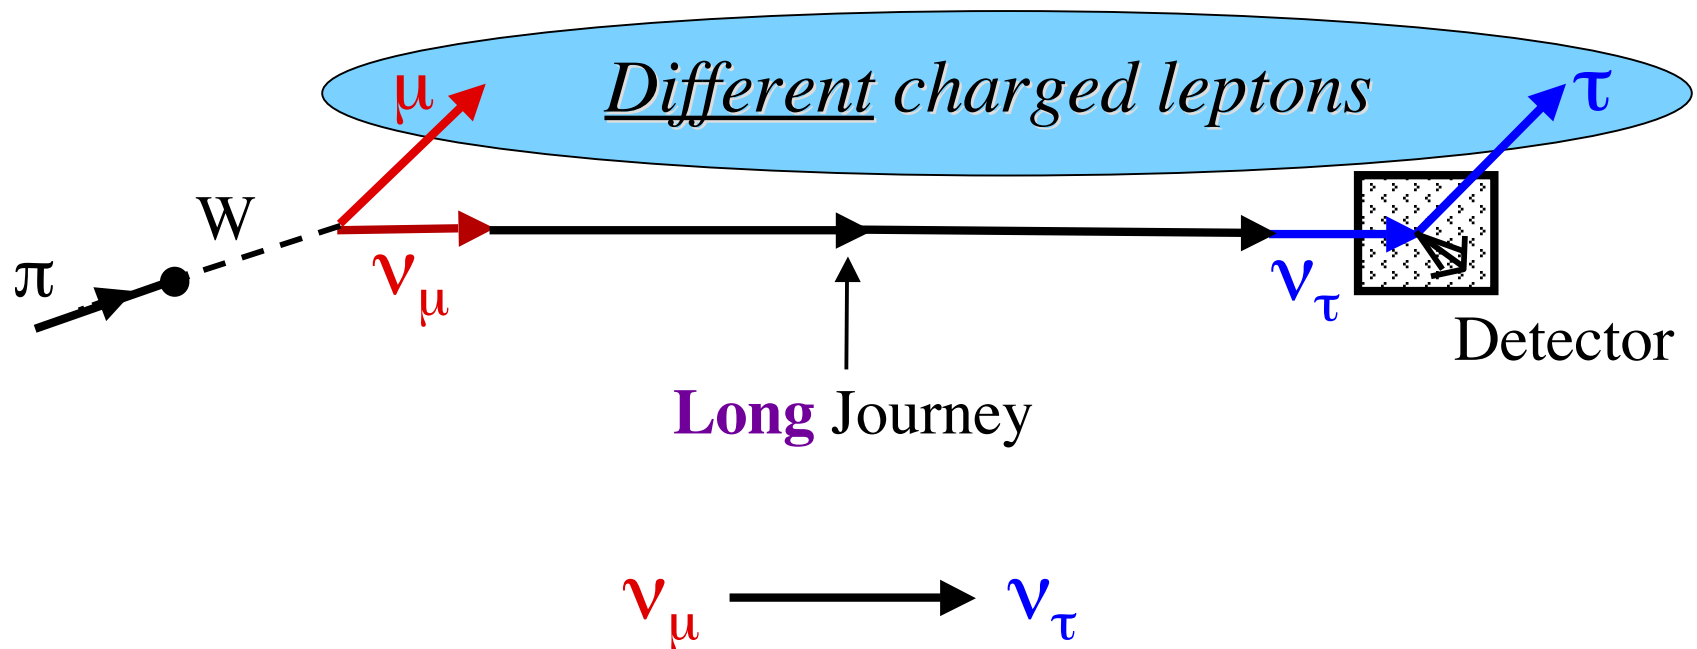 μ
Different charged leptons
τ
W
π
ν_μ
ν_τ
Detector
Long Journey
ν_μ
ν_τ